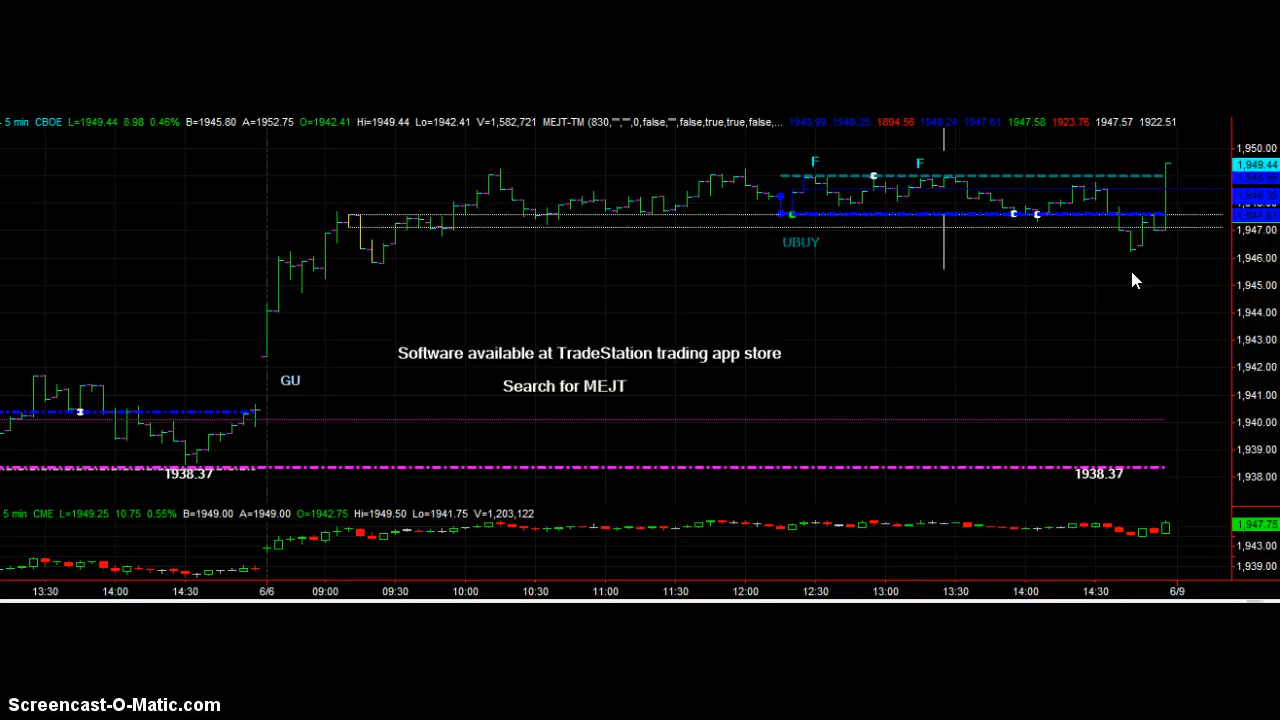 - 5 min CBOE L=1949.44 8.98 0.46% B=1945.80 A=1952.75 O=1942.41 Hi=1949.44 Lo=1942.41 V=1,582,721 MEJT-TM (830,"","",0,false,"",false,true,true,false,... 1948.99 1948.35 1894.56 1948.24 1947.61 1947.58 1923.76 1947.57 1922.51
1,950.00
1,949.44
F F
1,947.00
UBUY
1,946.00
1,945.00
1,944.00
1,943.00
Software available at TradeStation trading app store
1,942.00
GU
Search for MEJT
1,941.00
1,940.00
1,939.00
1938.37 1938.37
1,938.00
5 min CME L=1949.25 10.75 0.55% B=1949.00 A=1949.00 O=1942.75 Hi=1949.50 Lo=1941.75 V=1,203,122
1,947.75
1,943.00
1,939.00
13:30 14:00 14:30 6/6 09:00 09:30 10:00 10:30 11:00 11:30 12:00 12:30 13:00 13:30 14:00 14:30 6/9
Screencast-O-Matic.com